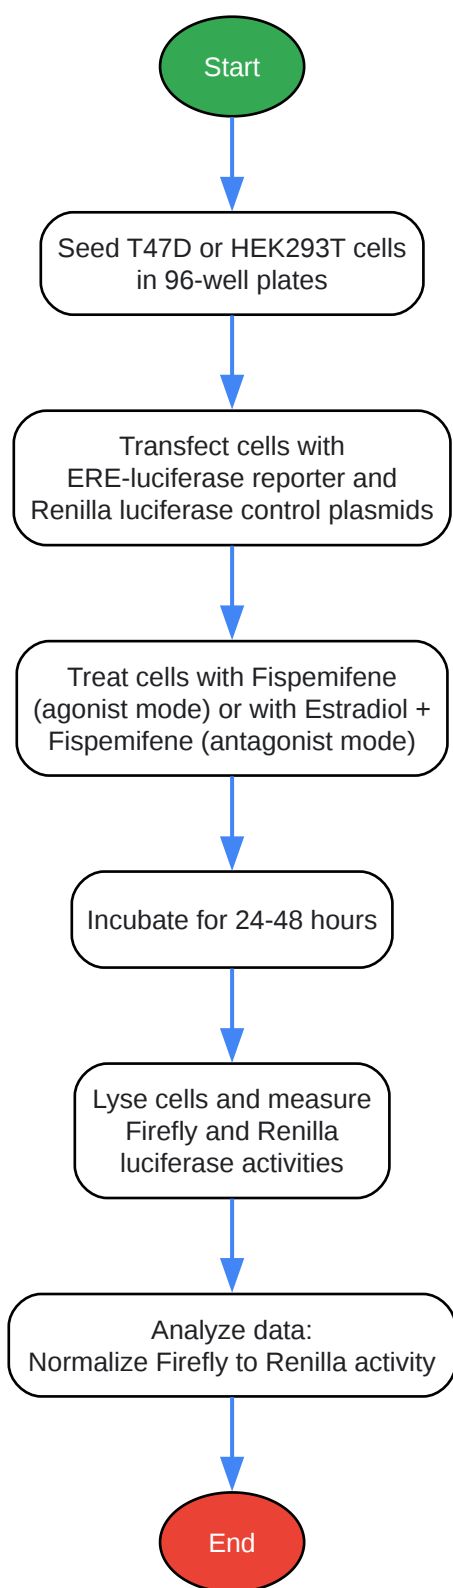 Start
Seed T47D or HEK293T cells
in 96-well plates
Transfect cells with
ERE-luciferase reporter and
Renilla luciferase control plasmids
Treat cells with Fispemifene
(agonist mode) or with Estradiol +
Fispemifene (antagonist mode)
Incubate for 24-48 hours
Lyse cells and measure
Firefly and Renilla
luciferase activities
Analyze data:
Normalize Firefly to Renilla activity
End